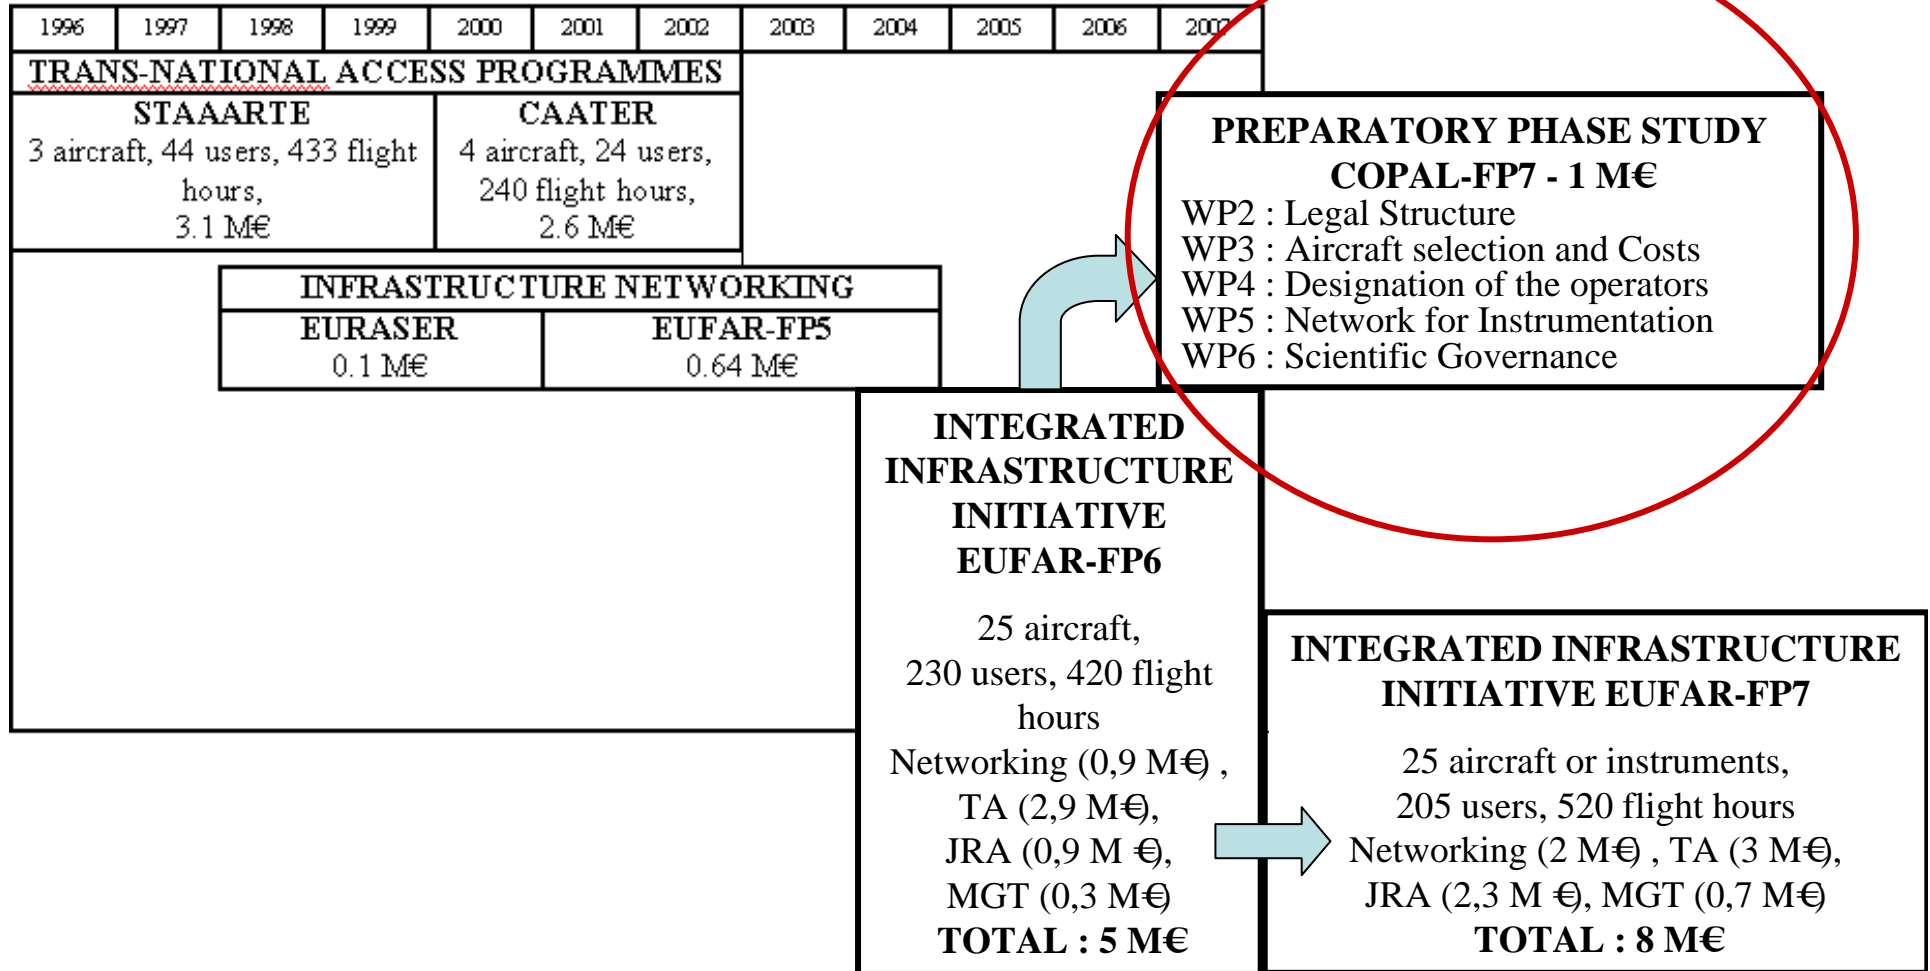 1996 1997 1998 1999 2000 2001 2002 2003 2004 2005 2006 2007
TRANS-NATIONAL ACCESS PROGRAMMES
STAAARTE
3 aircraft, 44 users, 433 flight
hours,
3.1 M€
CAATER
4 aircraft, 24 users,
240 flight hours,
2.6 M€
PREPARATORY PHASE STUDY
COPAL-FP7 - 1 M€
WP2 : Legal Structure
WP3 : Aircraft selection and Costs
WP4 : Designation of the operators
WP5 : Network for Instrumentation
WP6 : Scientific Governance
INFRASTRUCTURE NETWORKING
EURASER
0.1 M€
EUFAR-FP5
0.64 M€
INTEGRATED
INFRASTRUCTURE
INITIATIVE
EUFAR-FP6
25 aircraft,
230 users, 420 flight
hours
Networking (0,9 M€) ,
TA (2,9 M€),
JRA (0,9 M €),
MGT (0,3 M€)
TOTAL : 5 M€
INTEGRATED INFRASTRUCTURE
INITIATIVE EUFAR-FP7
25 aircraft or instruments,
205 users, 520 flight hours
Networking (2 M€) , TA (3 M€),
JRA (2,3 M €), MGT (0,7 M€)
TOTAL : 8 M€